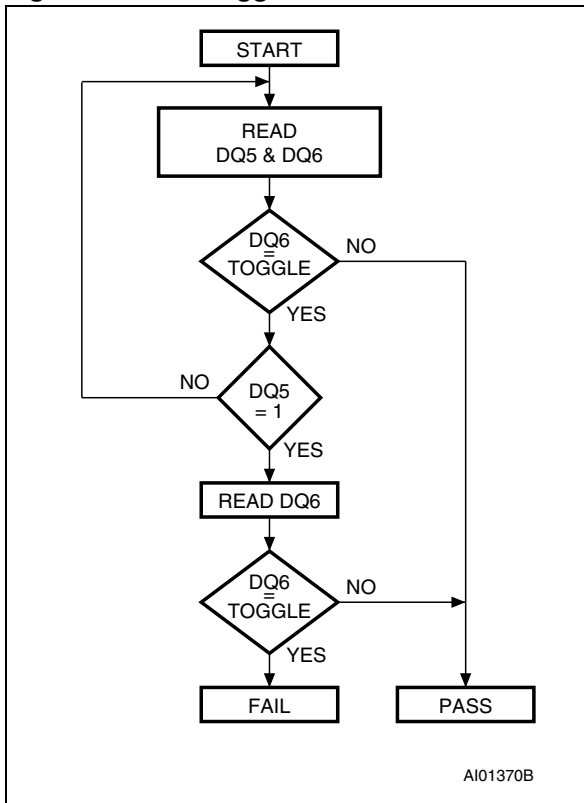 START
READ
DQ5 & DQ6
DQ6
=
TOGGLE
NO
YES
NO
DQ5
= 1
YES
READ DQ6
DQ6
=
TOGGLE
NO
YES
FAIL
PASS
AI01370B